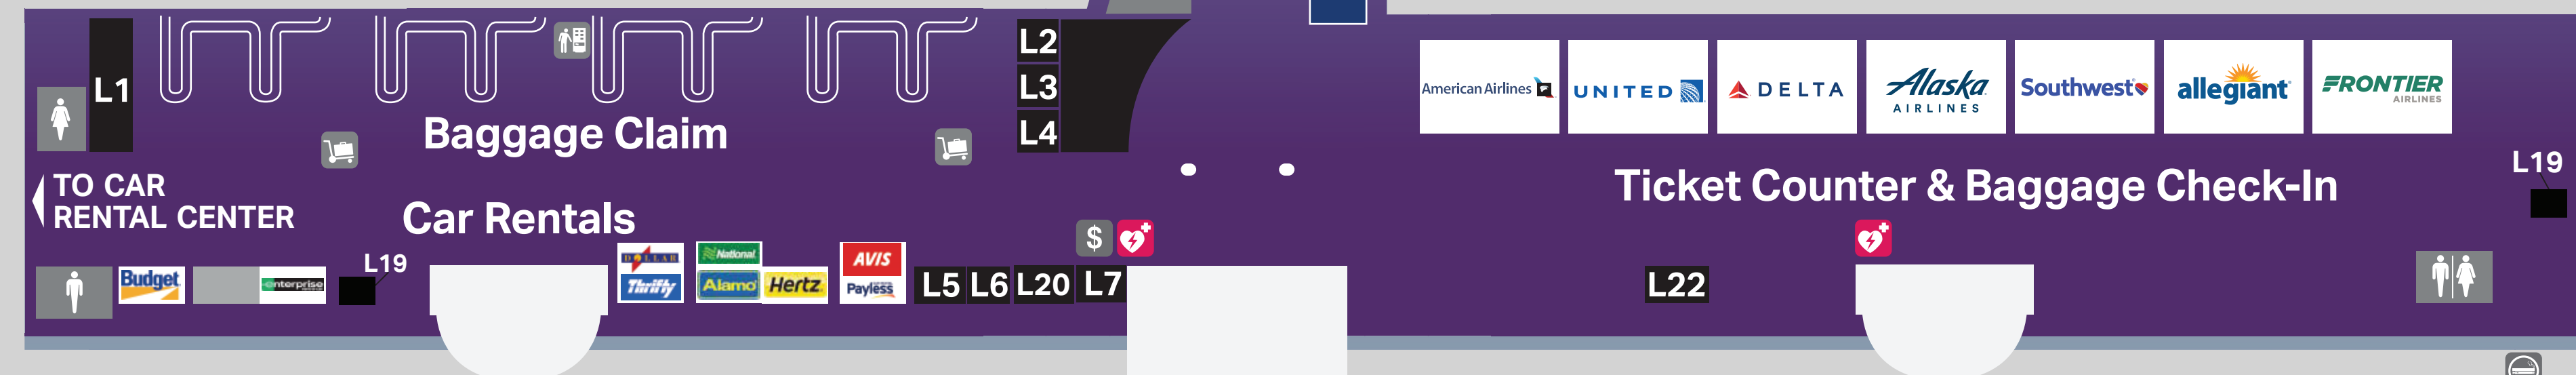 L1
L2
L3
L4
Baggage Claim
American Airlines
UNITED
DELTA
Alaska
AIRLINES
Southwest
allegiant
FRONTIER
AIRLINES
TO CAR
RENTAL CENTER
Car Rentals
Ticket Counter & Baggage Check-In
L19
$
Budget
enterprise
L19
DOLLAR
Thrifty
National
Alamo
Hertz
AVIS
Payless
L5
L6
L20
L7
L22